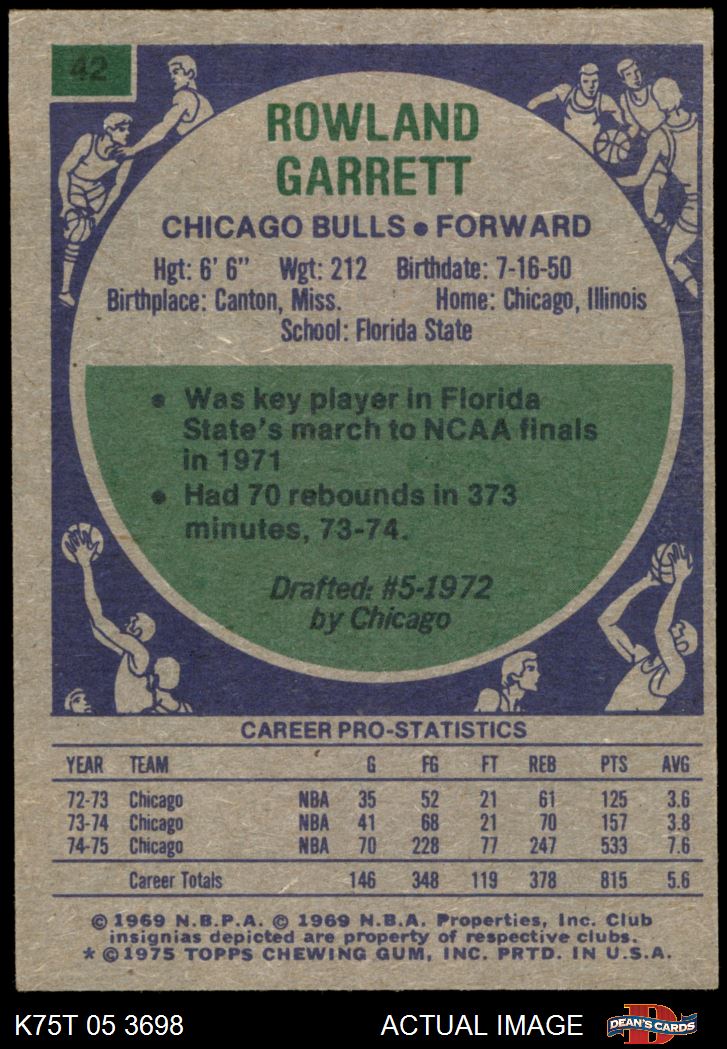 42
ROWLAND
GARRETT
CHICAGO BULLS • FORWARD
Hgt: 6' 6" Wgt: 212 Birthdate: 7-16-50
Birthplace: Canton, Miss. Home: Chicago, Illinois
School: Florida State
• Was key player in Florida
State's march to NCAA finals
in 1971
• Had 70 rebounds in 373
minutes, 73-74.
Drafted: #5-1972
by Chicago
CAREER PRO-STATISTICS
YEAR TEAM G FG FT REB PTS AVG
72-73 Chicago NBA 35 52 21 61 125 3.6
73-74 Chicago NBA 41 68 21 70 157 3.8
74-75 Chicago NBA 70 228 77 247 533 7.6
Career Totals 146 348 119 378 815 5.6
© 1969 N.B.P.A. © 1969 N.B.A. Properties, Inc. Club
insignias depicted are property of respective clubs.
* © 1975 TOPPS CHEWING GUM, INC. PRTD. IN U.S.A.
K75T 05 3698 ACTUAL IMAGE D DEAN'S CARDS